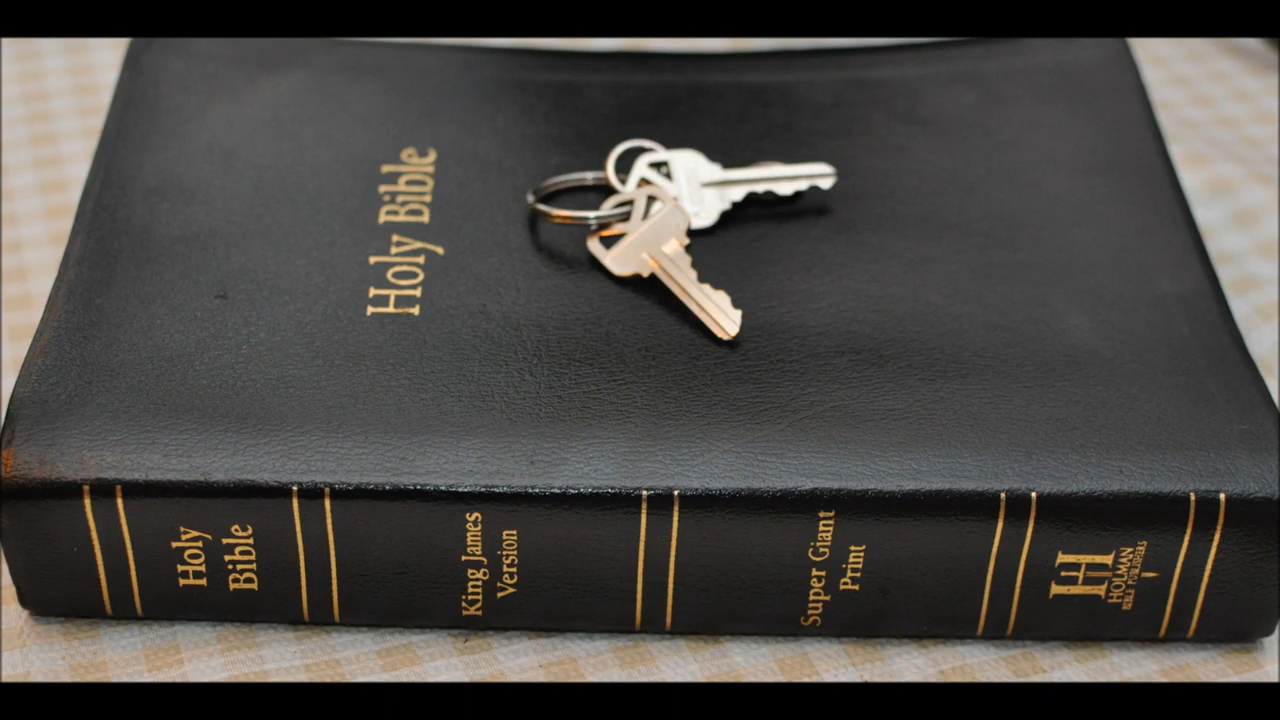 Holy Bible
Holy
Bible
King James
Version
Super Giant
Print
HOLMAN
BIBLE PUBLISHERS